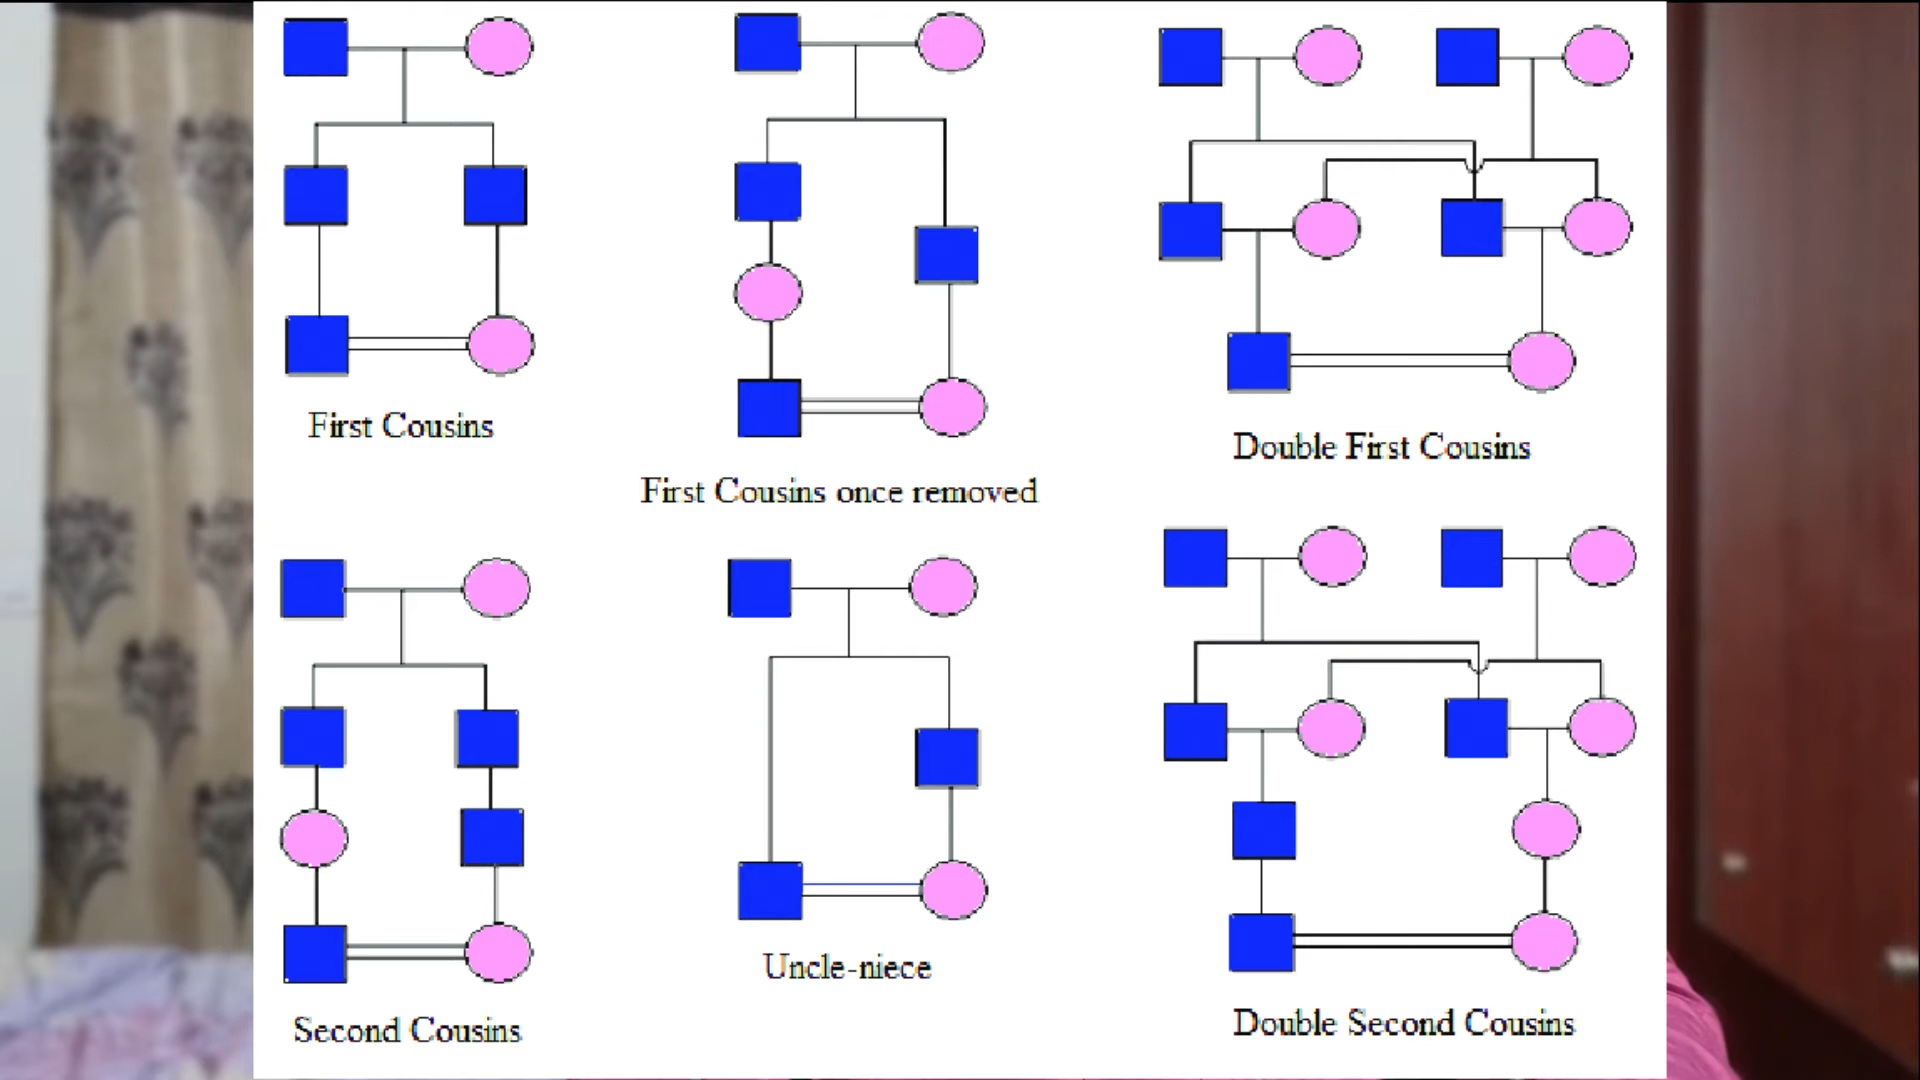 First Cousins
First Cousins once removed
Double First Cousins
Second Cousins
Uncle-niece
Double Second Cousins